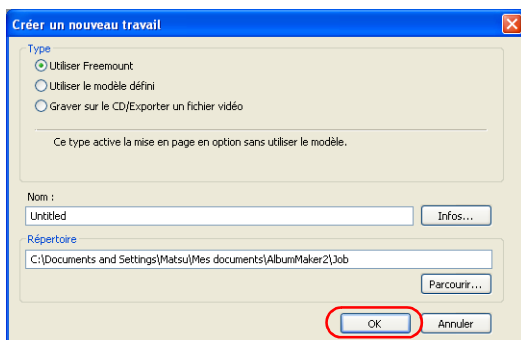 Créer un nouveau travail
Type
Utiliser Freemount
Utiliser le modèle défini
Graver sur le CD/Exporter un fichier vidéo
Ce type active la mise en page en option sans utiliser le modèle.
Nom :
Untitled
Infos...
Répertoire
C:\Documents and Settings\Matsu\Mes documents\AlbumMaker2\Job
Parcourir...
OK
Annuler